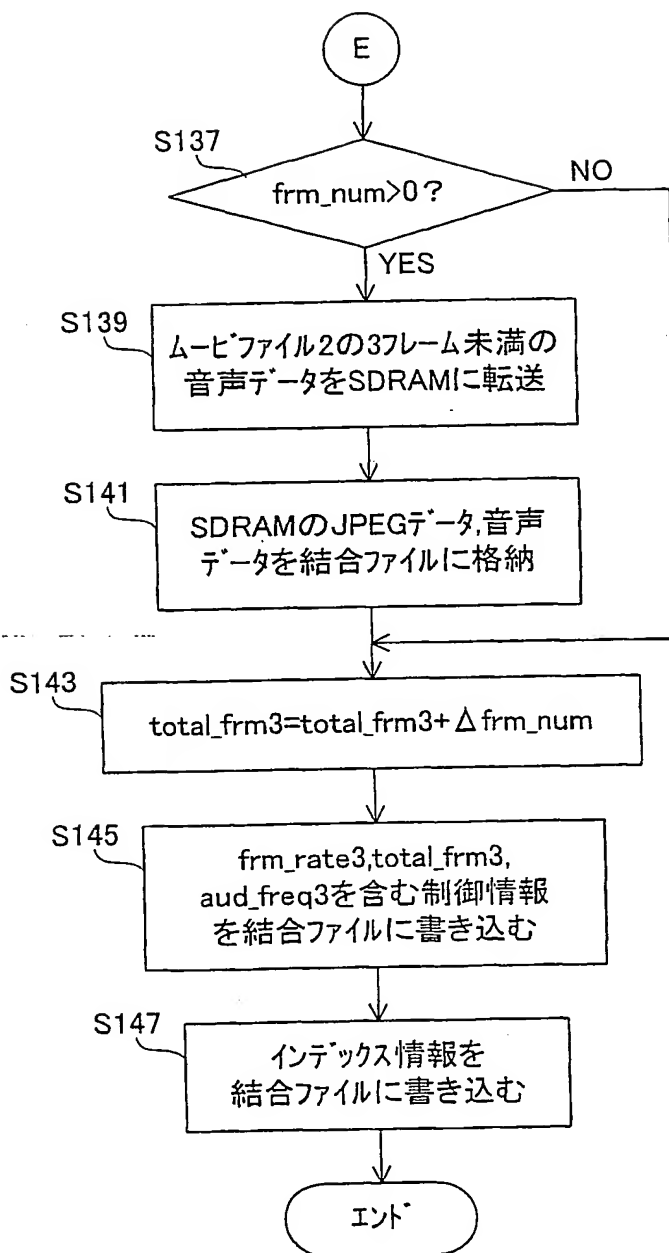 E
S137
frm_num>0?
NO
YES
S139
ムービファイル2の3フレーム未満の
音声データをSDRAMに転送
S141
SDRAMのJPEGデータ,音声
データを結合ファイルに格納
S143
total_frm3=total_frm3+Δfrm_num
S145
frm_rate3,total_frm3,
aud_freq3を含む制御情報
を結合ファイルに書き込む
S147
インデックス情報を
結合ファイルに書き込む
エンド